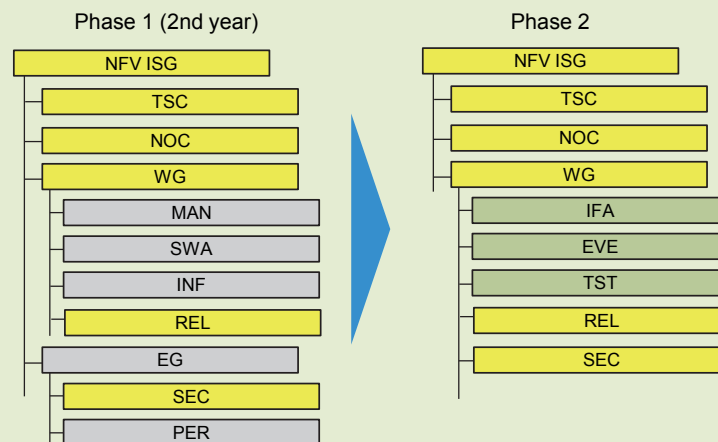 Phase 1 (2nd year)
NFV ISG
TSC
NOC
WG
MAN
SWA
INF
REL
EG
SEC
PER
Phase 2
NFV ISG
TSC
NOC
WG
IFA
EVE
TST
REL
SEC